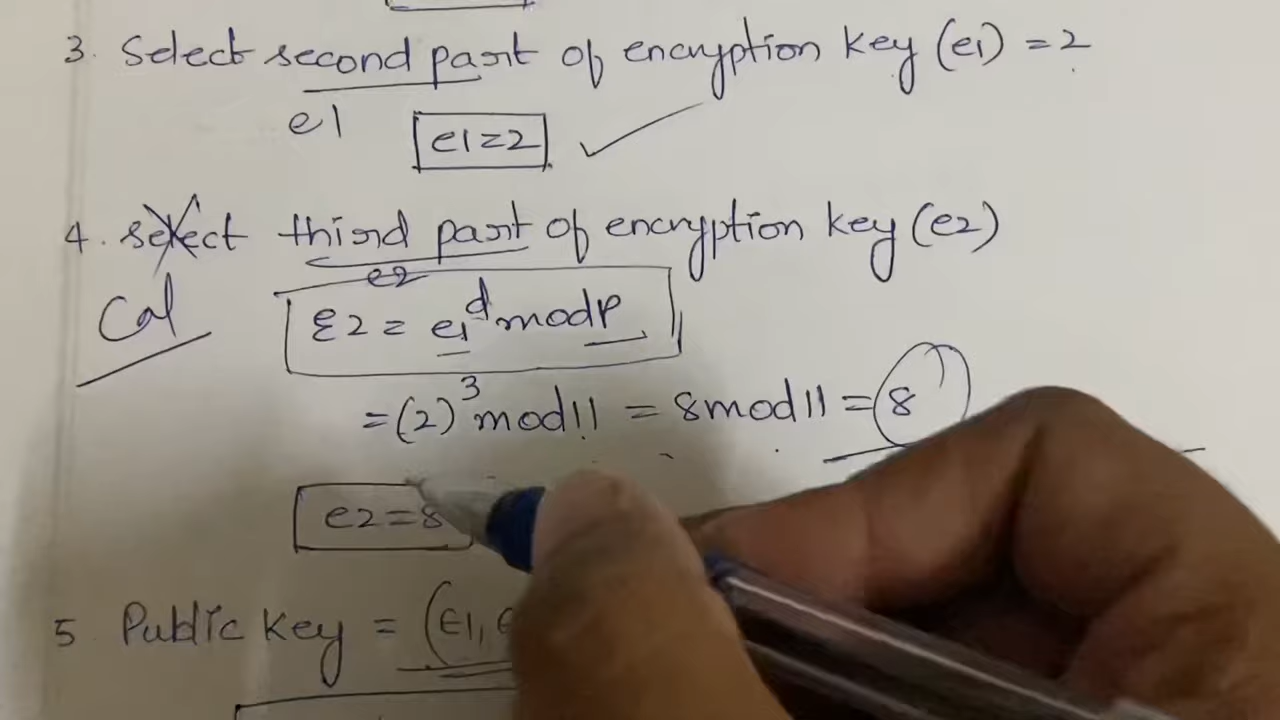 3. Select second part of encryption key (e1) = 2
e1
e1=2
4. select third part of encryption key (e2)
e2
Cal
E2 = e1^d mod P
= (2)^3 mod 11 = 8 mod 11 = 8
e2=8
5 Public key = (E1,